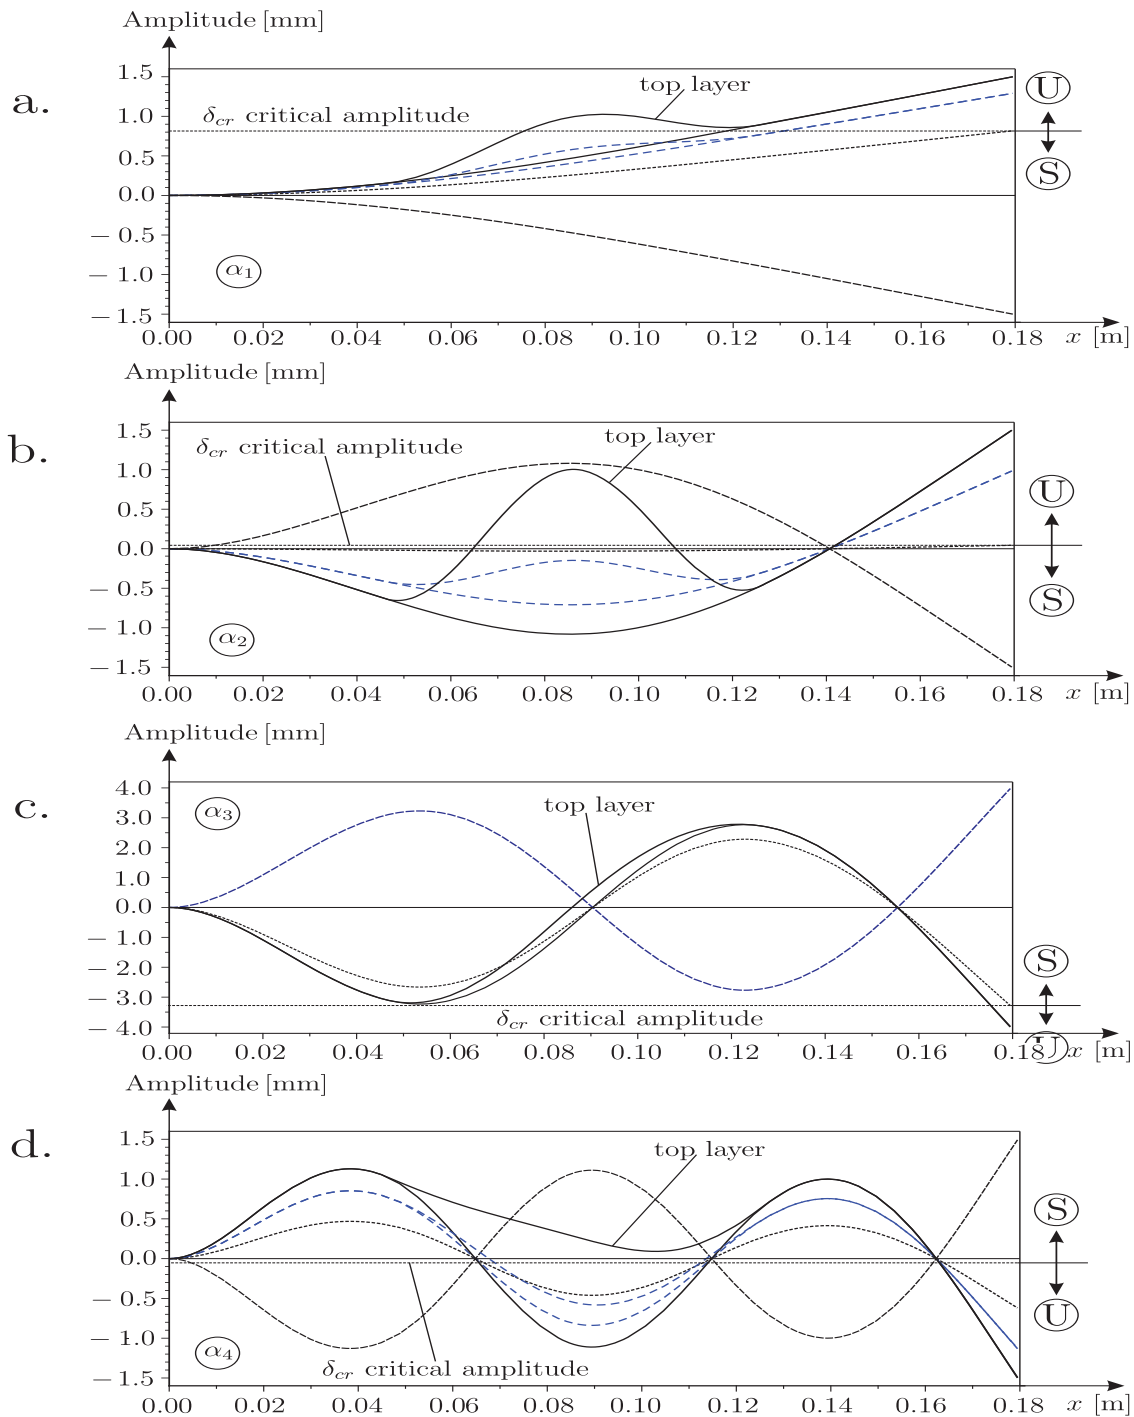 Amplitude [mm]
a.
1.5
1.0
0.5
0.0
− 0.5
− 1.0
− 1.5
top layer
δcr critical amplitude
U
S
α1
0.00 0.02 0.04 0.06 0.08 0.10 0.12 0.14 0.16 0.18 x [m]
Amplitude [mm]
b.
1.5
1.0
0.5
0.0
− 0.5
− 1.0
− 1.5
top layer
δcr critical amplitude
U
S
α2
0.00 0.02 0.04 0.06 0.08 0.10 0.12 0.14 0.16 0.18 x [m]
Amplitude [mm]
c.
4.0
3.0
2.0
1.0
0.0
− 1.0
− 2.0
− 3.0
− 4.0
α3
top layer
S
δcr critical amplitude
U
0.00 0.02 0.04 0.06 0.08 0.10 0.12 0.14 0.16 0.18 x [m]
Amplitude [mm]
d.
1.5
1.0
0.5
0.0
− 0.5
− 1.0
− 1.5
top layer
S
U
α4
δcr critical amplitude
0.00 0.02 0.04 0.06 0.08 0.10 0.12 0.14 0.16 0.18 x [m]